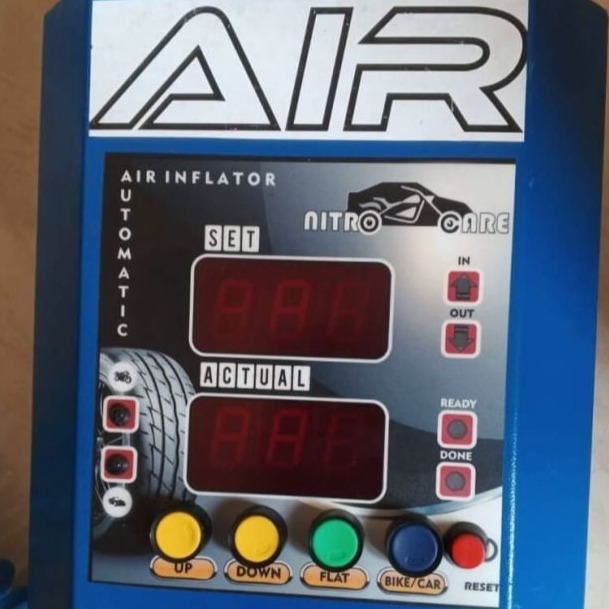 AIR
AUTOMATIC
AIR INFLATOR
NITRO CARE
SET
IN
OUT
ACTUAL
READY
DONE
UP
DOWN
FLAT
BIKE/CAR
RESET